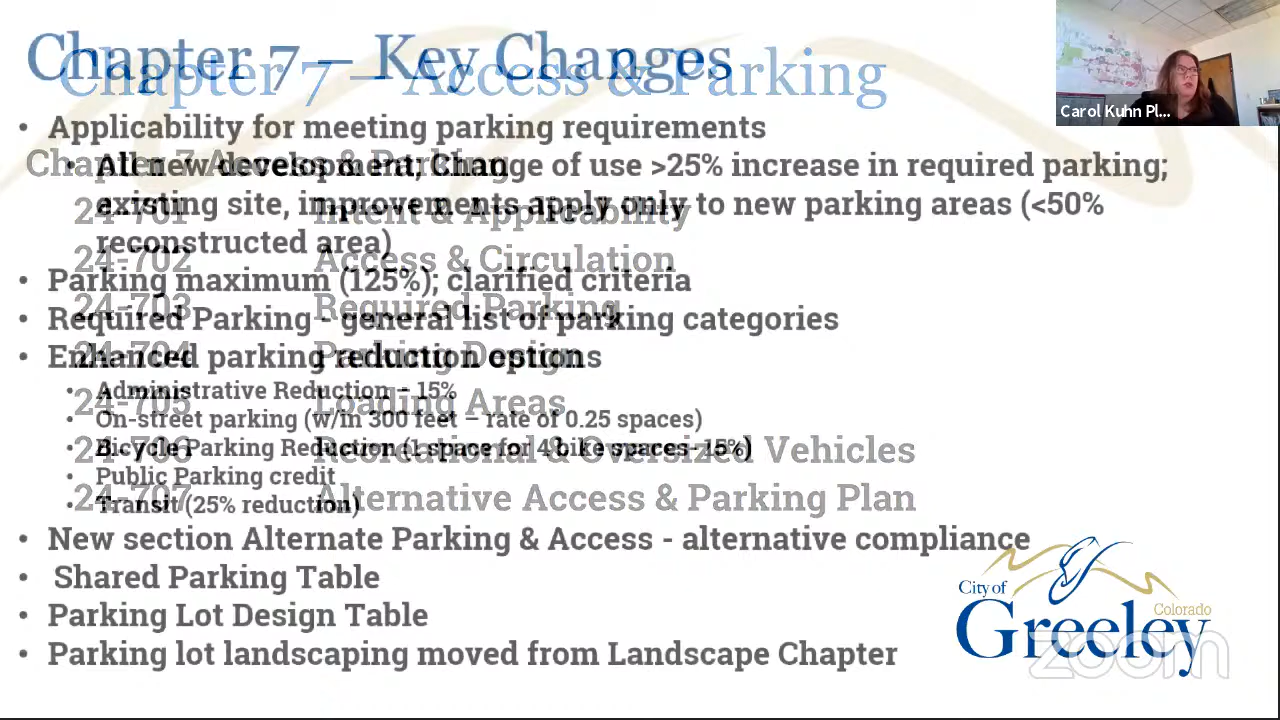 Chapter 7 – Key Changes
Chapter 7 – Access & Parking
Carol Kuhn Pl...
• Applicability for meeting parking requirements
Chapter 7 Access & Parking
• All new development; Change of use >25% increase in required parking;
existing site, improvements apply only to new parking areas (<50%
reconstructed area)
24-701 Intent & Applicability
24-702 Access & Circulation
• Parking maximum (125%); clarified criteria
24-703 Required Parking
• Required Parking - general list of parking categories
24-704 Parking Design
• Enhanced parking reduction options
• Administrative Reduction – 15%
24-705 Loading Areas
• On-street parking (w/in 300 feet – rate of 0.25 spaces)
• Bicycle Parking Reduction (1 space for 4 bike spaces- 15%)
24-706 Recreational & Oversized Vehicles
• Public Parking credit
• Transit (25% reduction)
24-707 Alternative Access & Parking Plan
• New section Alternate Parking & Access - alternative compliance
• Shared Parking Table
• Parking Lot Design Table
• Parking lot landscaping moved from Landscape Chapter
City of
Colorado
Greeley
zoom